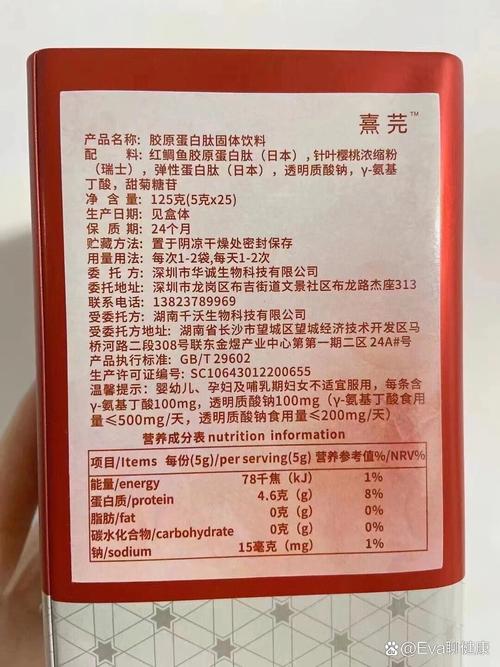 熹芫™
产品名称：胶原蛋白肽固体饮料
配 料：红鲷鱼胶原蛋白肽（日本），针叶樱桃浓缩粉
（瑞士），弹性蛋白肽（日本），透明质酸钠，γ-氨基
丁酸，甜菊糖苷
净 含 量：125克(5克x25)
生产日期：见盒体
保 质 期：24个月
贮藏方法：置于阴凉干燥处密封保存
用量用法：每次1-2袋,每天1-2次
委 托 方：深圳市华诚生物科技有限公司
委托方地址：深圳市龙岗区布吉街道文景社区布龙路杰座313
联系电话：13823789969
受委托方：湖南千沃生物科技有限公司
受委托方地址：湖南省长沙市望城区望城经济技术开发区马
桥河路二段308号联东金煜产业中心第第一期二区24A#号
产品执行标准：GB/T 29602
生产许可证编号：SC10643012200655
温馨提示：婴幼儿、孕妇及哺乳期妇女不适宜服用，每条含
γ-氨基丁酸100mg，透明质酸钠100mg（γ-氨基丁酸食用
量≤500mg/天，透明质酸钠食用量≤200mg/天）
营养成分表nutrition information
项目/Items 每份(5g)/per serving(5g) 营养参考值%/NRV%
能量/energy 78千焦（kJ） 1%
蛋白质/protein 4.6克（g） 8%
脂肪/fat 0克（g） 0%
碳水化合物/carbohydrate 0克（g） 0%
钠/sodium 15毫克（mg） 1%
@Eva聊健康